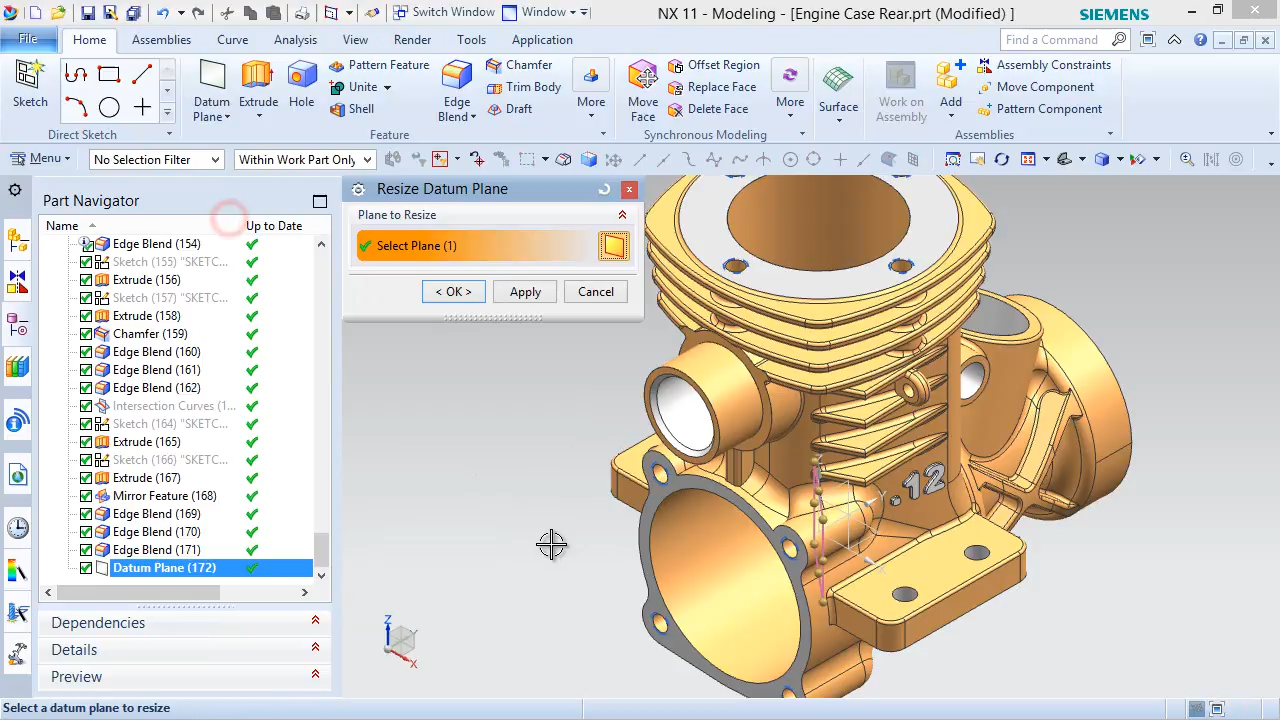 Switch Window
Window
NX 11 - Modeling - [Engine Case Rear.prt (Modified) ]
SIEMENS
File
Home
Assemblies
Curve
Analysis
View
Render
Tools
Application
Find a Command
Sketch
Direct Sketch
Datum Plane
Extrude
Hole
Pattern Feature
Unite
Shell
Edge Blend
Chamfer
Trim Body
Draft
More
Feature
Move Face
Offset Region
Replace Face
Delete Face
More
Synchronous Modeling
Surface
Work on Assembly
Add
Assembly Constraints
Move Component
Pattern Component
Assemblies
Menu
No Selection Filter
Within Work Part Only
Part Navigator
Name
Up to Date
Edge Blend (154)
Sketch (155) "SKETC...
Extrude (156)
Sketch (157) "SKETC...
Extrude (158)
Chamfer (159)
Edge Blend (160)
Edge Blend (161)
Edge Blend (162)
Intersection Curves (1...
Sketch (164) "SKETC...
Extrude (165)
Sketch (166) "SKETC...
Extrude (167)
Mirror Feature (168)
Edge Blend (169)
Edge Blend (170)
Edge Blend (171)
Datum Plane (172)
Dependencies
Details
Preview
Resize Datum Plane
Plane to Resize
Select Plane (1)
< OK >
Apply
Cancel
.12
Z
Y
X
Select a datum plane to resize